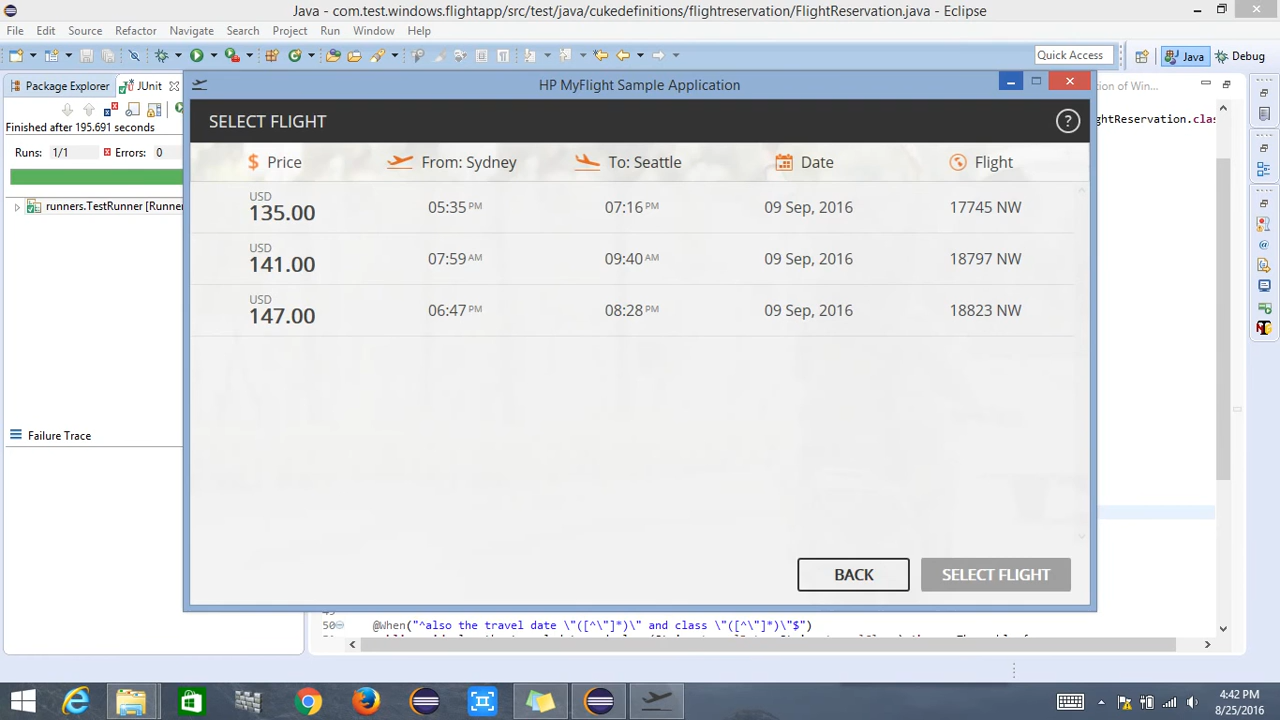 Java - com.test.windows.flightapp/src/test/java/cukedefinitions/flightreservation/FlightReservation.java - Eclipse
File Edit Source Refactor Navigate Search Project Run Window Help
Quick Access Java Debug
Package Explorer JUnit
HP MyFlight Sample Application
ation of Win...
Finished after 195.691 seconds
SELECT FLIGHT ?
ghtReservation.clas
Runs: 1/1 Errors: 0
$ Price From: Sydney To: Seattle Date Flight
runners.TestRunner [Runner
USD
135.00 05:35 PM 07:16 PM 09 Sep, 2016 17745 NW
USD
141.00 07:59 AM 09:40 AM 09 Sep, 2016 18797 NW
USD
147.00 06:47 PM 08:28 PM 09 Sep, 2016 18823 NW
Failure Trace
BACK SELECT FLIGHT
50 @When("^also the travel date \"([^\"]*)\" and class \"([^\"]*)\"$")
4:42 PM
8/25/2016